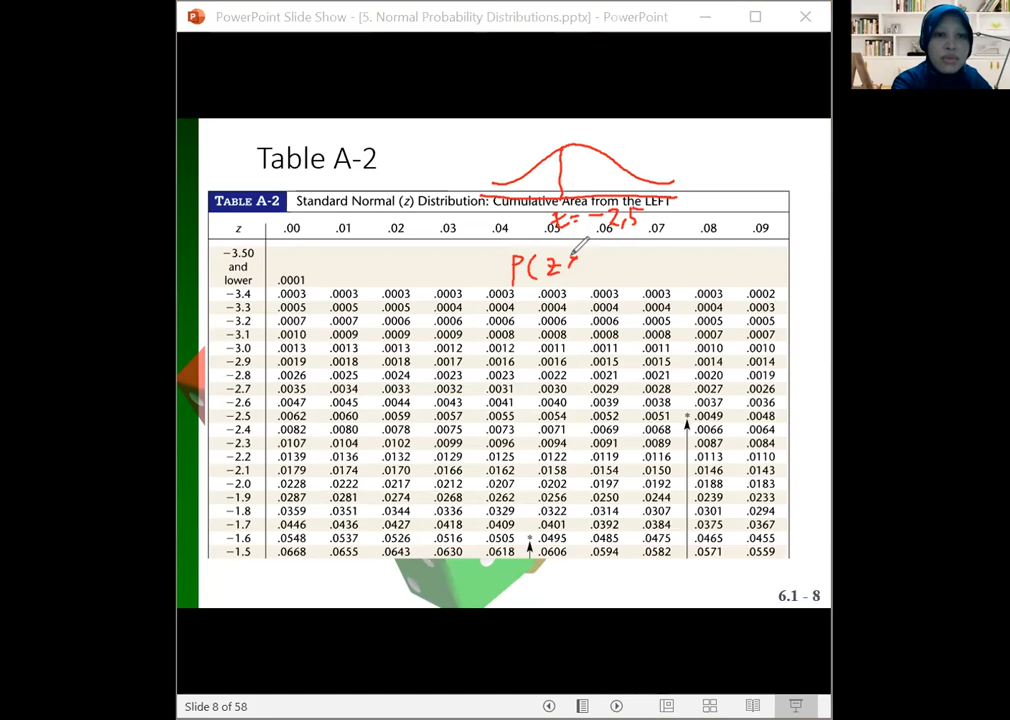 PowerPoint Slide Show - [5. Normal Probability Distributions.pptx] - PowerPoint
Table A-2
TABLE A-2 Standard Normal (z) Distribution: Cumulative Area from the LEFT
z = -2,5
z .00 .01 .02 .03 .04 .05 .06 .07 .08 .09
P( z
−3.50
and
lower .0001
−3.4 .0003 .0003 .0003 .0003 .0003 .0003 .0003 .0003 .0003 .0002
−3.3 .0005 .0005 .0005 .0004 .0004 .0004 .0004 .0004 .0004 .0003
−3.2 .0007 .0007 .0006 .0006 .0006 .0006 .0006 .0005 .0005 .0005
−3.1 .0010 .0009 .0009 .0009 .0008 .0008 .0008 .0008 .0007 .0007
−3.0 .0013 .0013 .0013 .0012 .0012 .0011 .0011 .0011 .0010 .0010
−2.9 .0019 .0018 .0018 .0017 .0016 .0016 .0015 .0015 .0014 .0014
−2.8 .0026 .0025 .0024 .0023 .0023 .0022 .0021 .0021 .0020 .0019
−2.7 .0035 .0034 .0033 .0032 .0031 .0030 .0029 .0028 .0027 .0026
−2.6 .0047 .0045 .0044 .0043 .0041 .0040 .0039 .0038 .0037 .0036
−2.5 .0062 .0060 .0059 .0057 .0055 .0054 .0052 .0051 * .0049 .0048
−2.4 .0082 .0080 .0078 .0075 .0073 .0071 .0069 .0068 .0066 .0064
−2.3 .0107 .0104 .0102 .0099 .0096 .0094 .0091 .0089 .0087 .0084
−2.2 .0139 .0136 .0132 .0129 .0125 .0122 .0119 .0116 .0113 .0110
−2.1 .0179 .0174 .0170 .0166 .0162 .0158 .0154 .0150 .0146 .0143
−2.0 .0228 .0222 .0217 .0212 .0207 .0202 .0197 .0192 .0188 .0183
−1.9 .0287 .0281 .0274 .0268 .0262 .0256 .0250 .0244 .0239 .0233
−1.8 .0359 .0351 .0344 .0336 .0329 .0322 .0314 .0307 .0301 .0294
−1.7 .0446 .0436 .0427 .0418 .0409 .0401 .0392 .0384 .0375 .0367
−1.6 .0548 .0537 .0526 .0516 .0505 * .0495 .0485 .0475 .0465 .0455
−1.5 .0668 .0655 .0643 .0630 .0618 .0606 .0594 .0582 .0571 .0559
6.1 - 8
Slide 8 of 58